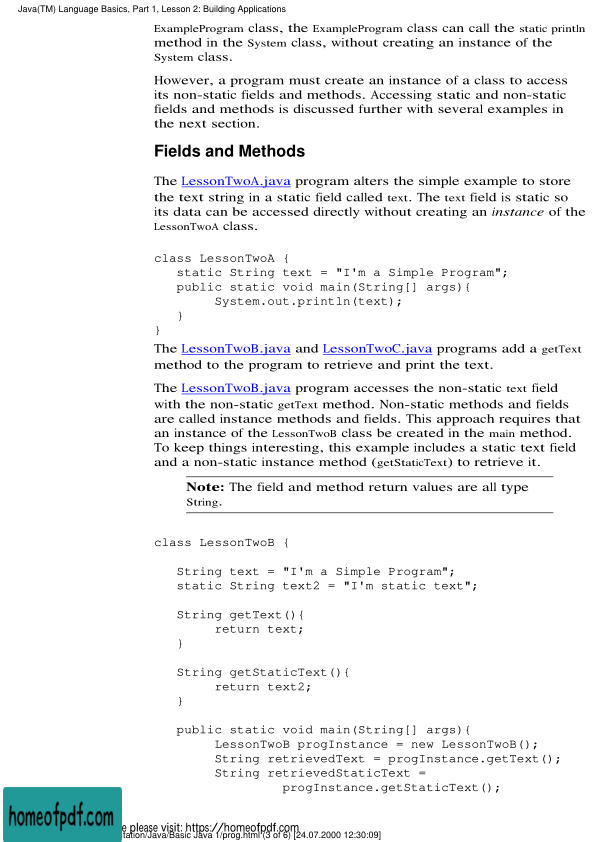 Java(TM) Language Basics, Part 1, Lesson 2: Building Applications
ExampleProgram class, the ExampleProgram class can call the static println
method in the System class, without creating an instance of the
System class.
However, a program must create an instance of a class to access
its non-static fields and methods. Accessing static and non-static
fields and methods is discussed further with several examples in
the next section.
Fields and Methods
The LessonTwoA.java program alters the simple example to store
the text string in a static field called text. The text field is static so
its data can be accessed directly without creating an instance of the
LessonTwoA class.
class LessonTwoA {
   static String text = "I'm a Simple Program";
   public static void main(String[] args){
        System.out.println(text);
   }
}
The LessonTwoB.java and LessonTwoC.java programs add a getText
method to the program to retrieve and print the text.
The LessonTwoB.java program accesses the non-static text field
with the non-static getText method. Non-static methods and fields
are called instance methods and fields. This approach requires that
an instance of the LessonTwoB class be created in the main method.
To keep things interesting, this example includes a static text field
and a non-static instance method (getStaticText) to retrieve it.
Note: The field and method return values are all type
String.
class LessonTwoB {
   String text = "I'm a Simple Program";
   static String text2 = "I'm static text";
   String getText(){
        return text;
   }
   String getStaticText(){
        return text2;
   }
   public static void main(String[] args){
        LessonTwoB progInstance = new LessonTwoB();
        String retrievedText = progInstance.getText();
        String retrievedStaticText =
                 progInstance.getStaticText();
homeofpdf.com
please visit: https://homeofpdf.com
tation/Java/Basic Java 1/prog.html (3 of 6) [24.07.2000 12:30:09]